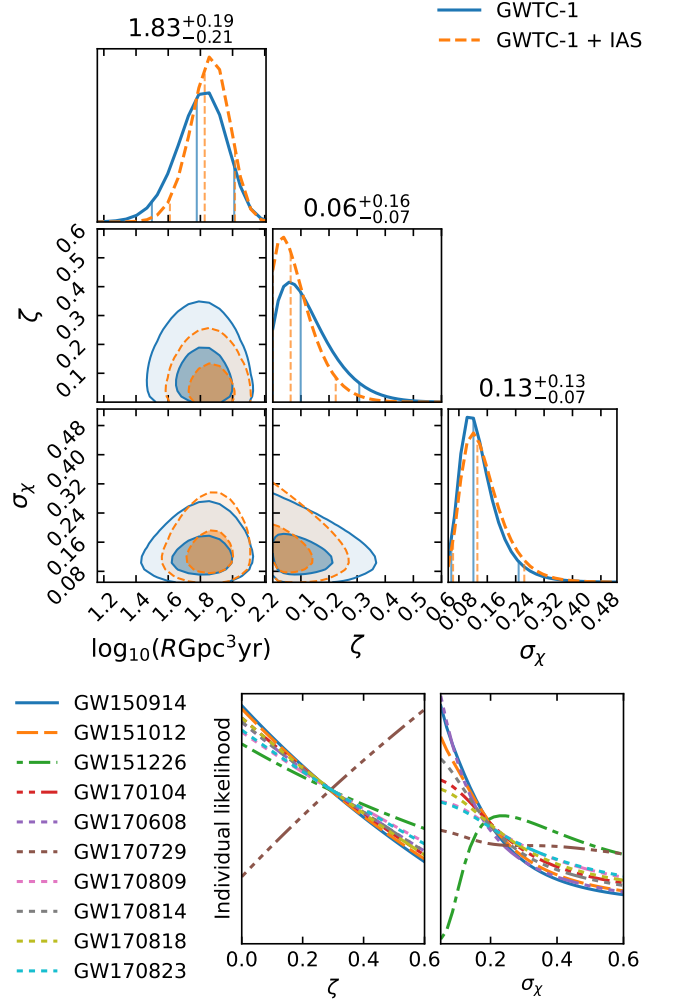 1.83+0.19−0.21
GWTC-1
GWTC-1 + IAS
0.06+0.16−0.07
ζ
0.6
0.5
0.4
0.3
0.2
0.1
0.13+0.13−0.07
σχ
0.48
0.40
0.32
0.24
0.16
0.08
1.2 1.4 1.6 1.8 2.0 2.2
0.1 0.2 0.3 0.4 0.5 0.6
0.08 0.16 0.24 0.32 0.40 0.48
log10(RGpc3yr)
ζ
σχ
GW150914
GW151012
GW151226
GW170104
GW170608
GW170729
GW170809
GW170814
GW170818
GW170823
Individual likelihood
0.0 0.2 0.4 0.6
0.2 0.4 0.6
ζ
σχ